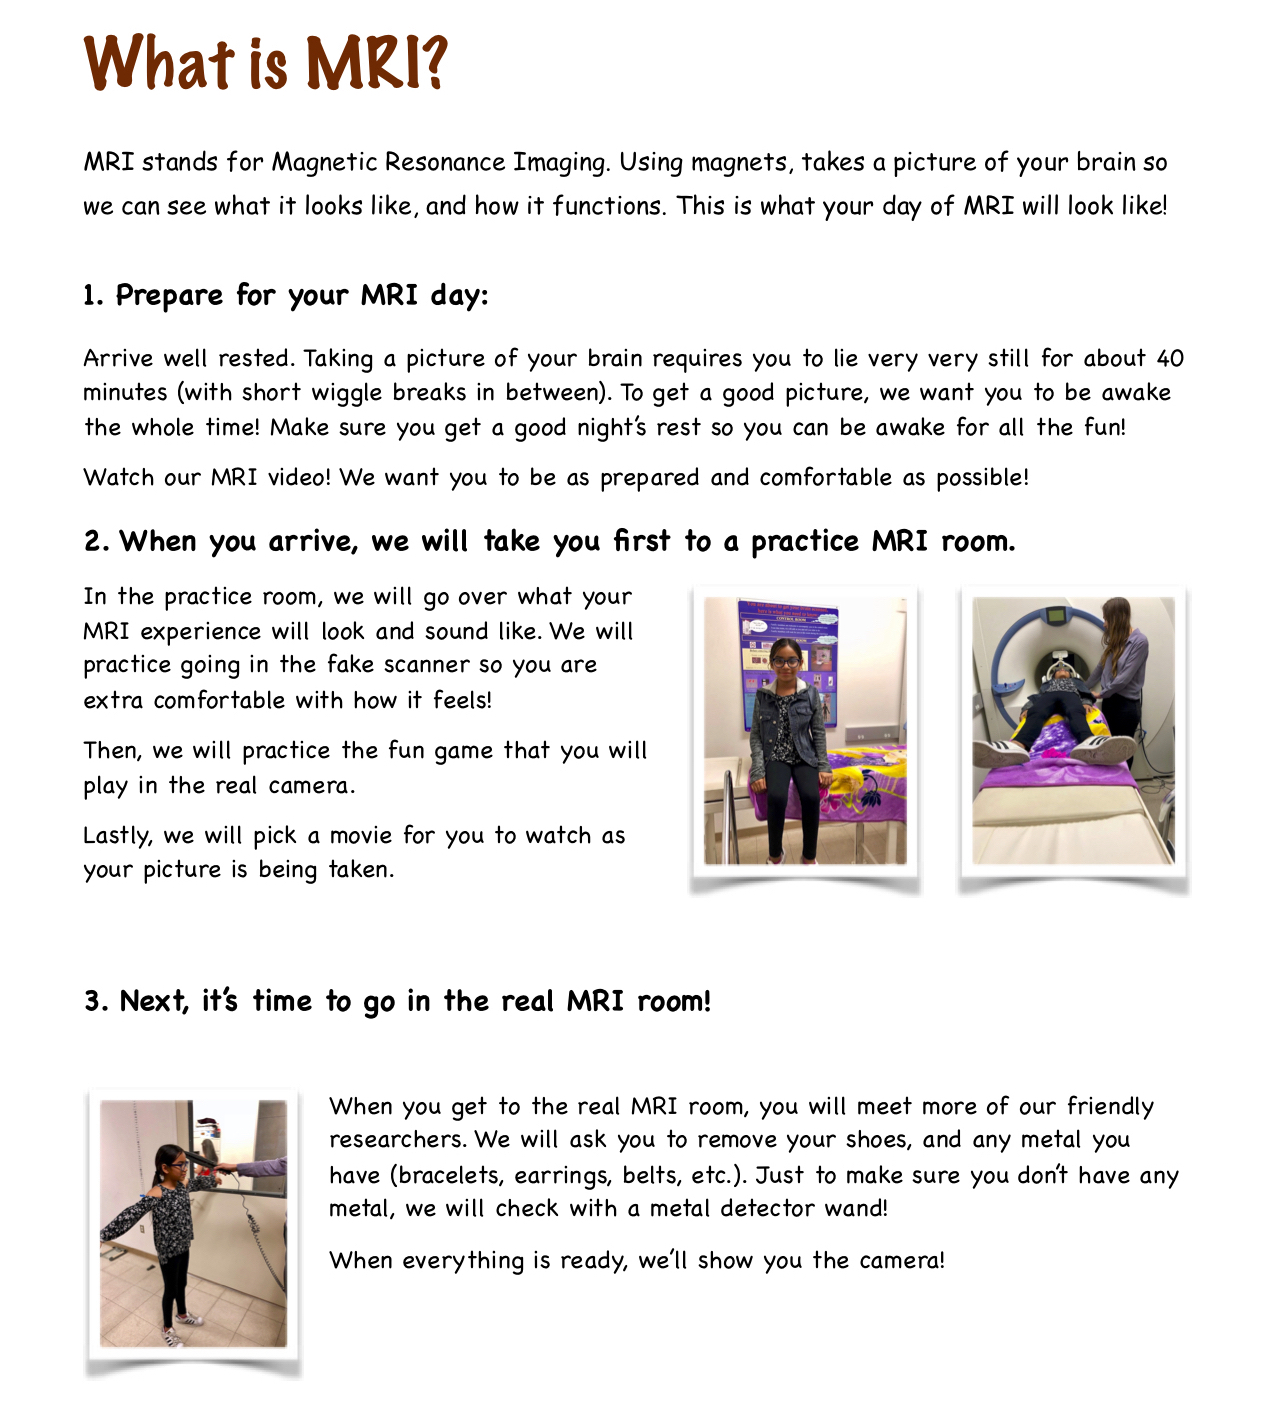 What is MRI?
MRI stands for Magnetic Resonance Imaging. Using magnets, takes a picture of your brain so
we can see what it looks like, and how it functions. This is what your day of MRI will look like!
1. Prepare for your MRI day:
Arrive well rested. Taking a picture of your brain requires you to lie very very still for about 40
minutes (with short wiggle breaks in between). To get a good picture, we want you to be awake
the whole time! Make sure you get a good night's rest so you can be awake for all the fun!
Watch our MRI video! We want you to be as prepared and comfortable as possible!
2. When you arrive, we will take you first to a practice MRI room.
In the practice room, we will go over what your
MRI experience will look and sound like. We will
practice going in the fake scanner so you are
extra comfortable with how it feels!
Then, we will practice the fun game that you will
play in the real camera.
Lastly, we will pick a movie for you to watch as
your picture is being taken.
CONTROL ROOM
3. Next, it's time to go in the real MRI room!
When you get to the real MRI room, you will meet more of our friendly
researchers. We will ask you to remove your shoes, and any metal you
have (bracelets, earrings, belts, etc.). Just to make sure you don't have any
metal, we will check with a metal detector wand!
When everything is ready, we'll show you the camera!